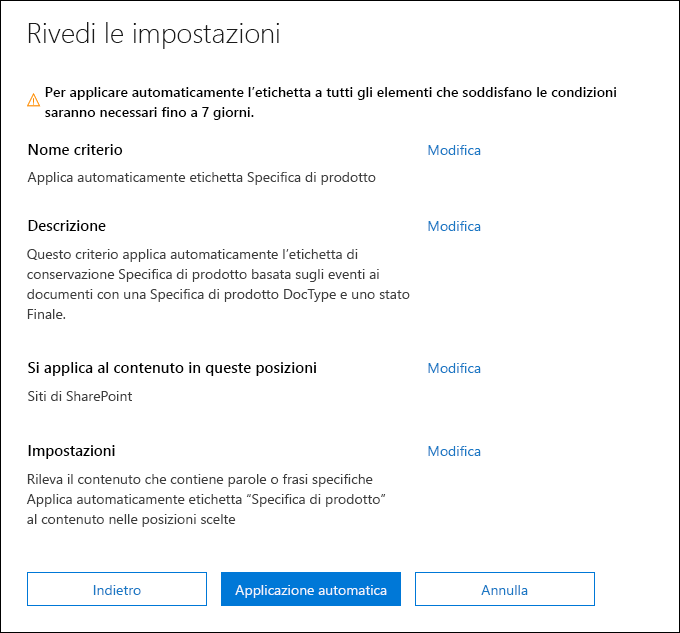 Rivedi le impostazioni
Per applicare automaticamente l’etichetta a tutti gli elementi che soddisfano le condizioni
saranno necessari fino a 7 giorni.
Nome criterio
Modifica
Applica automaticamente etichetta Specifica di prodotto
Descrizione
Modifica
Questo criterio applica automaticamente l’etichetta di
conservazione Specifica di prodotto basata sugli eventi ai
documenti con una Specifica di prodotto DocType e uno stato
Finale.
Si applica al contenuto in queste posizioni
Modifica
Siti di SharePoint
Impostazioni
Modifica
Rileva il contenuto che contiene parole o frasi specifiche
Applica automaticamente etichetta “Specifica di prodotto”
al contenuto nelle posizioni scelte
Indietro
Applicazione automatica
Annulla